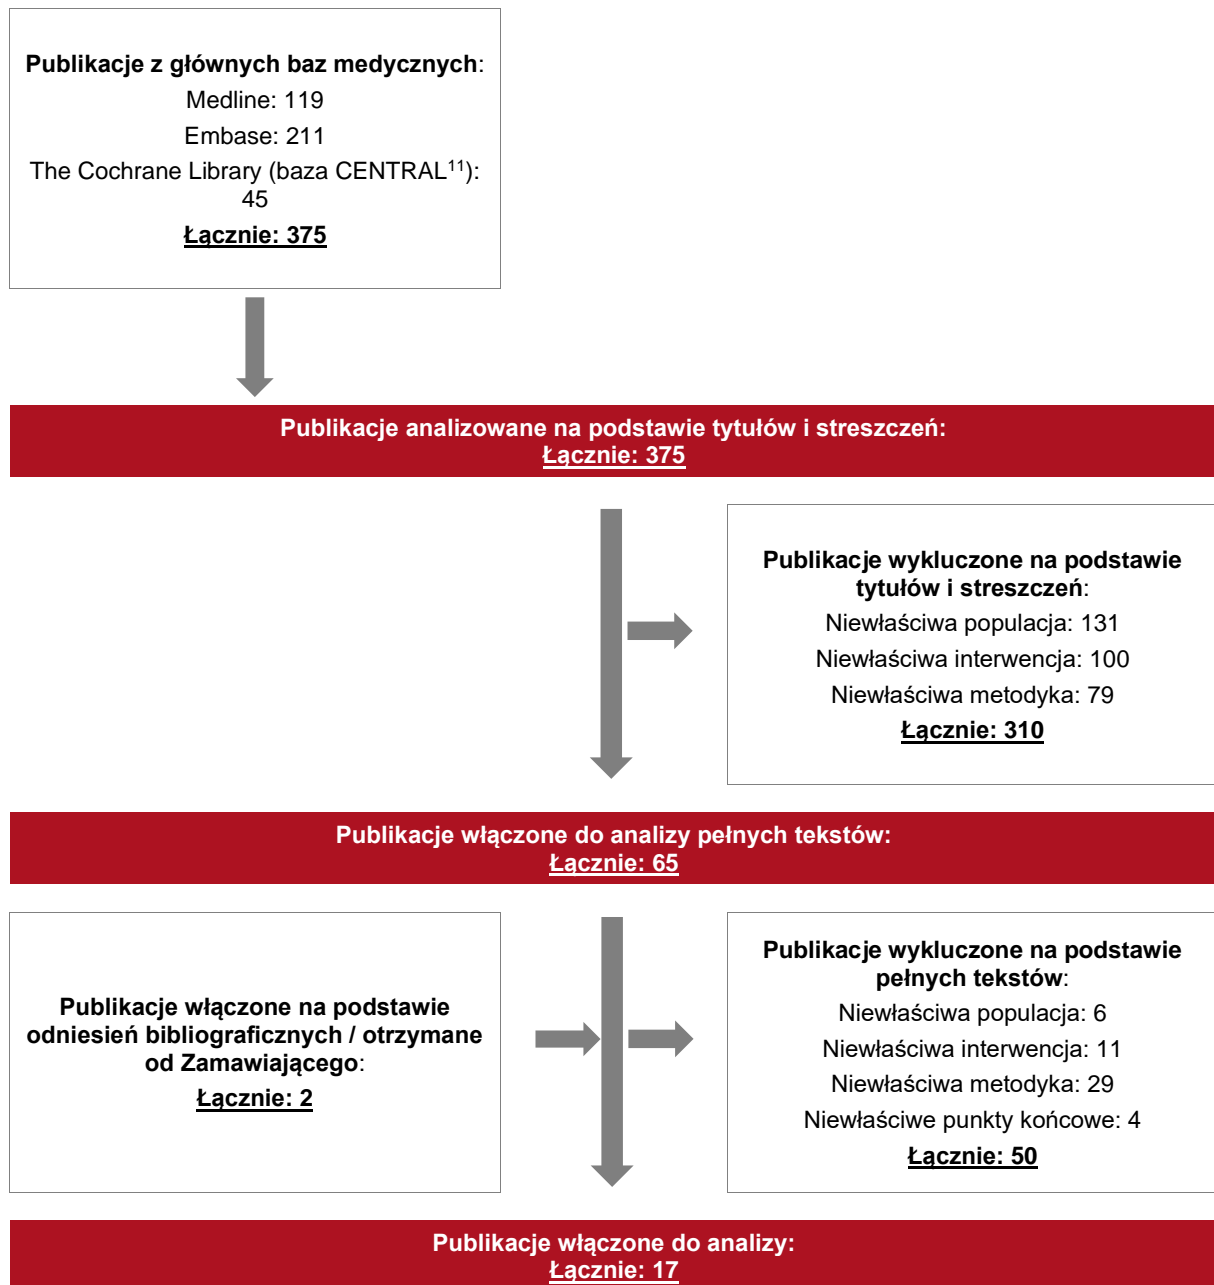 Publikacje z głównych baz medycznych:
Medline: 119
Embase: 211
The Cochrane Library (baza CENTRAL11):
45
Łącznie: 375
Publikacje analizowane na podstawie tytułów i streszczeń:
Łącznie: 375
Publikacje wykluczone na podstawie
tytułów i streszczeń:
Niewłaściwa populacja: 131
Niewłaściwa interwencja: 100
Niewłaściwa metodyka: 79
Łącznie: 310
Publikacje włączone do analizy pełnych tekstów:
Łącznie: 65
Publikacje włączone na podstawie
odniesień bibliograficznych / otrzymane
od Zamawiającego:
Łącznie: 2
Publikacje wykluczone na podstawie
pełnych tekstów:
Niewłaściwa populacja: 6
Niewłaściwa interwencja: 11
Niewłaściwa metodyka: 29
Niewłaściwe punkty końcowe: 4
Łącznie: 50
Publikacje włączone do analizy:
Łącznie: 17